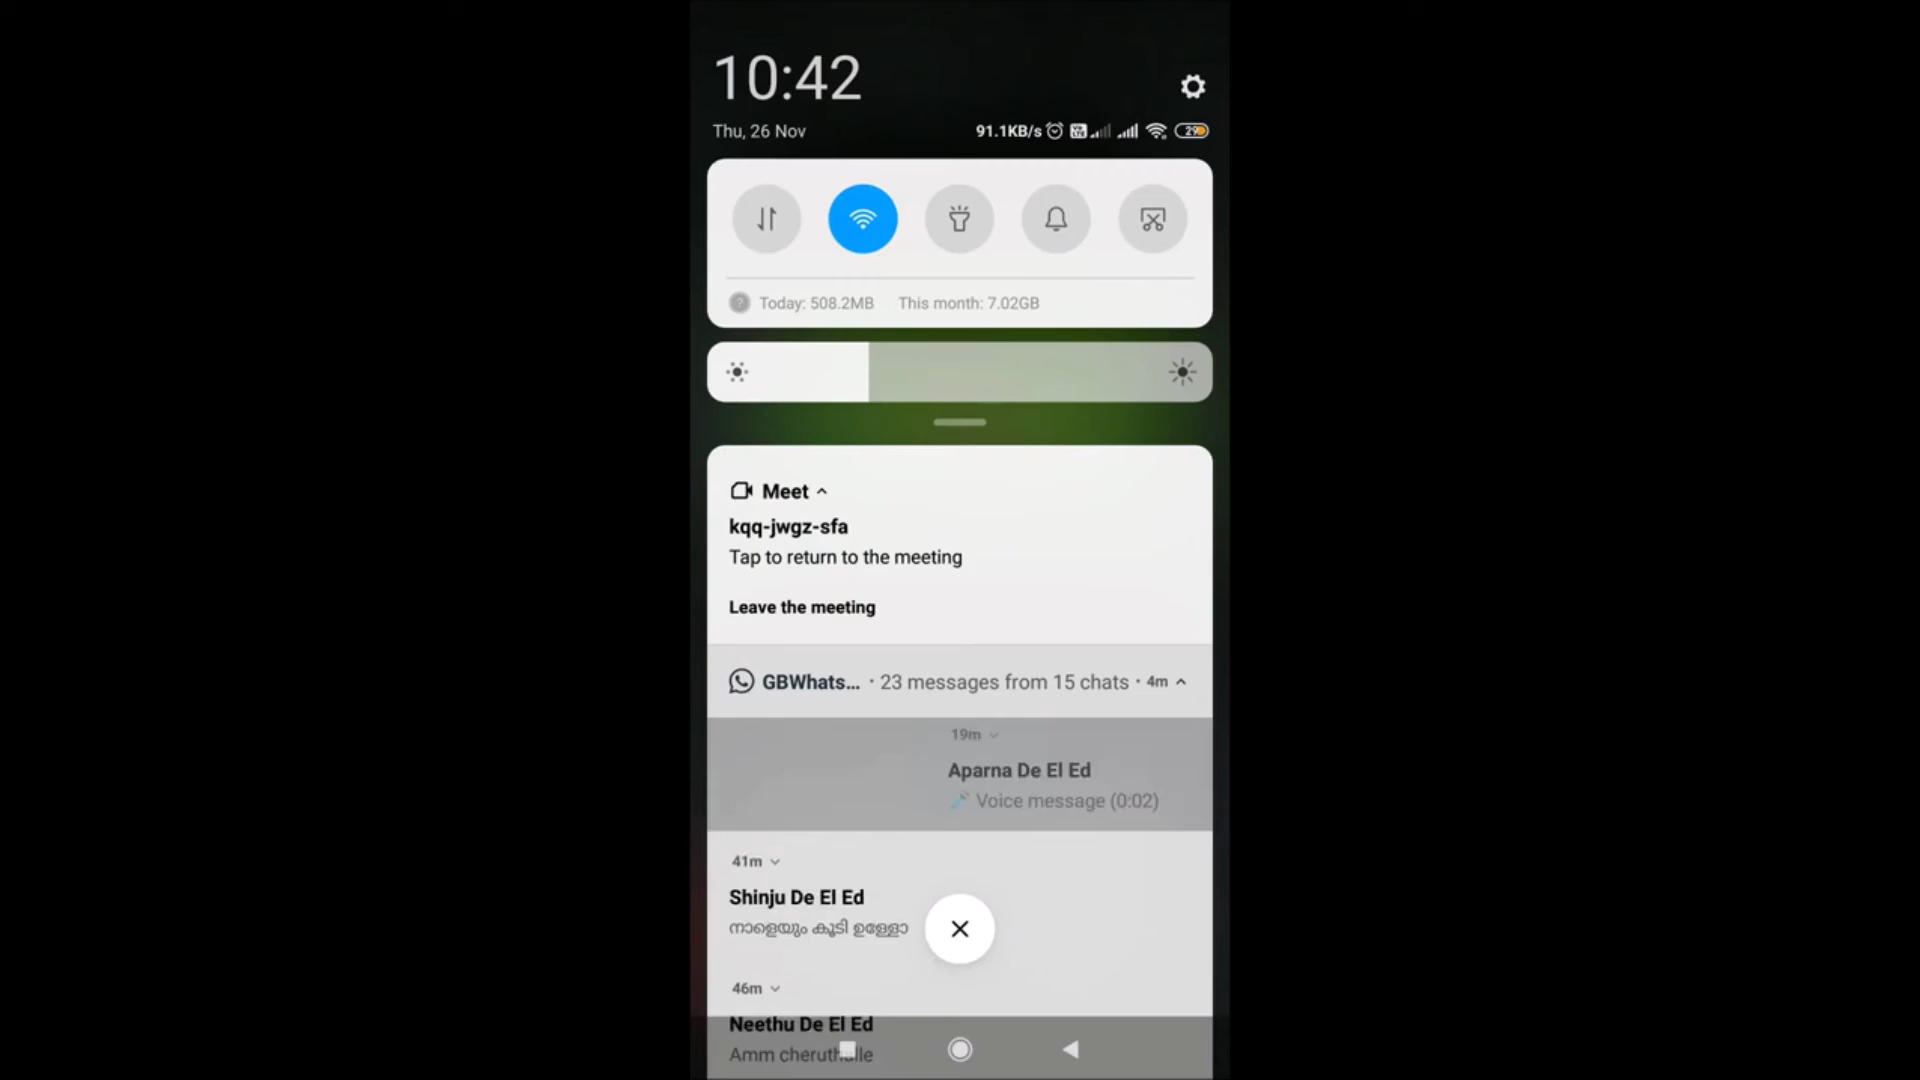 10:42
Thu, 26 Nov
91.1KB/s
29
Today: 508.2MB This month: 7.02GB
Meet
kqq-jwgz-sfa
Tap to return to the meeting
Leave the meeting
GBWhats... · 23 messages from 15 chats · 4m
19m
Aparna De El Ed
Voice message (0:02)
41m
Shinju De El Ed
നാളെയും കൂടി ഉള്ളോ
46m
Neethu De El Ed
Amm